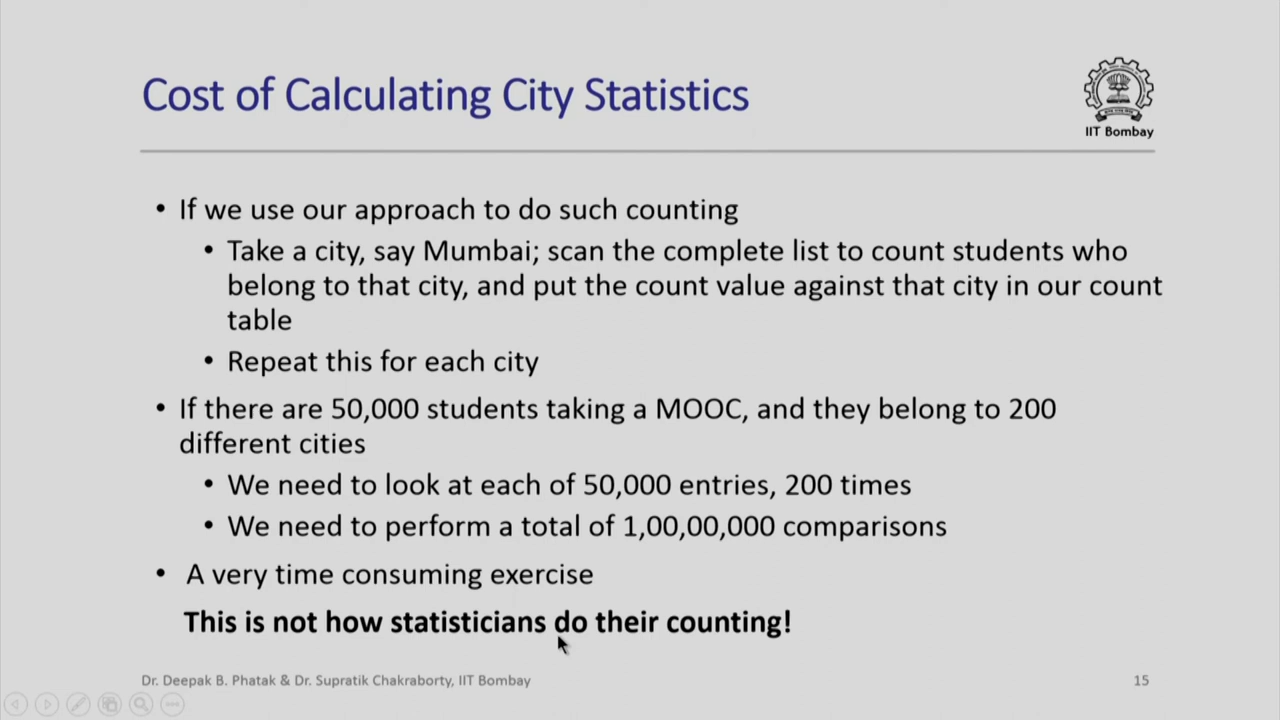 Cost of Calculating City Statistics
IIT Bombay
• If we use our approach to do such counting
• Take a city, say Mumbai; scan the complete list to count students who
belong to that city, and put the count value against that city in our count
table
• Repeat this for each city
• If there are 50,000 students taking a MOOC, and they belong to 200
different cities
• We need to look at each of 50,000 entries, 200 times
• We need to perform a total of 1,00,00,000 comparisons
• A very time consuming exercise
This is not how statisticians do their counting!
Dr. Deepak B. Phatak & Dr. Supratik Chakraborty, IIT Bombay
15